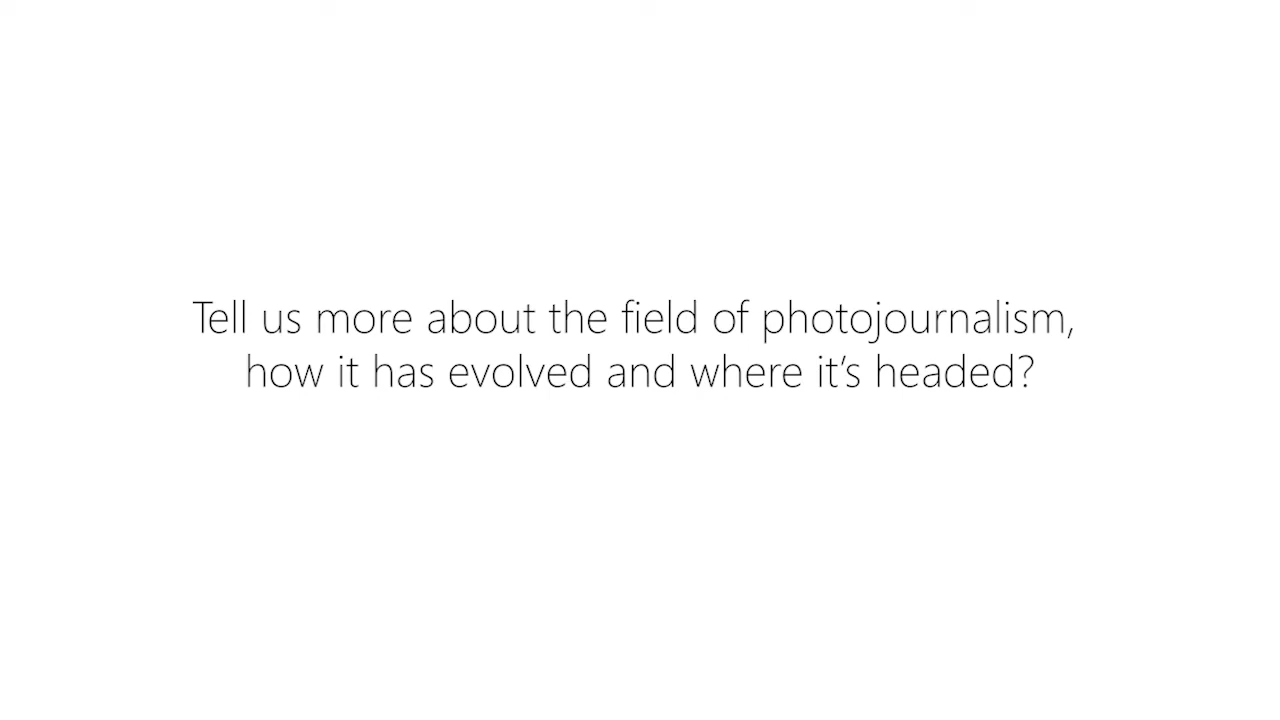 Tell us more about the field of photojournalism,
how it has evolved and where it’s headed?